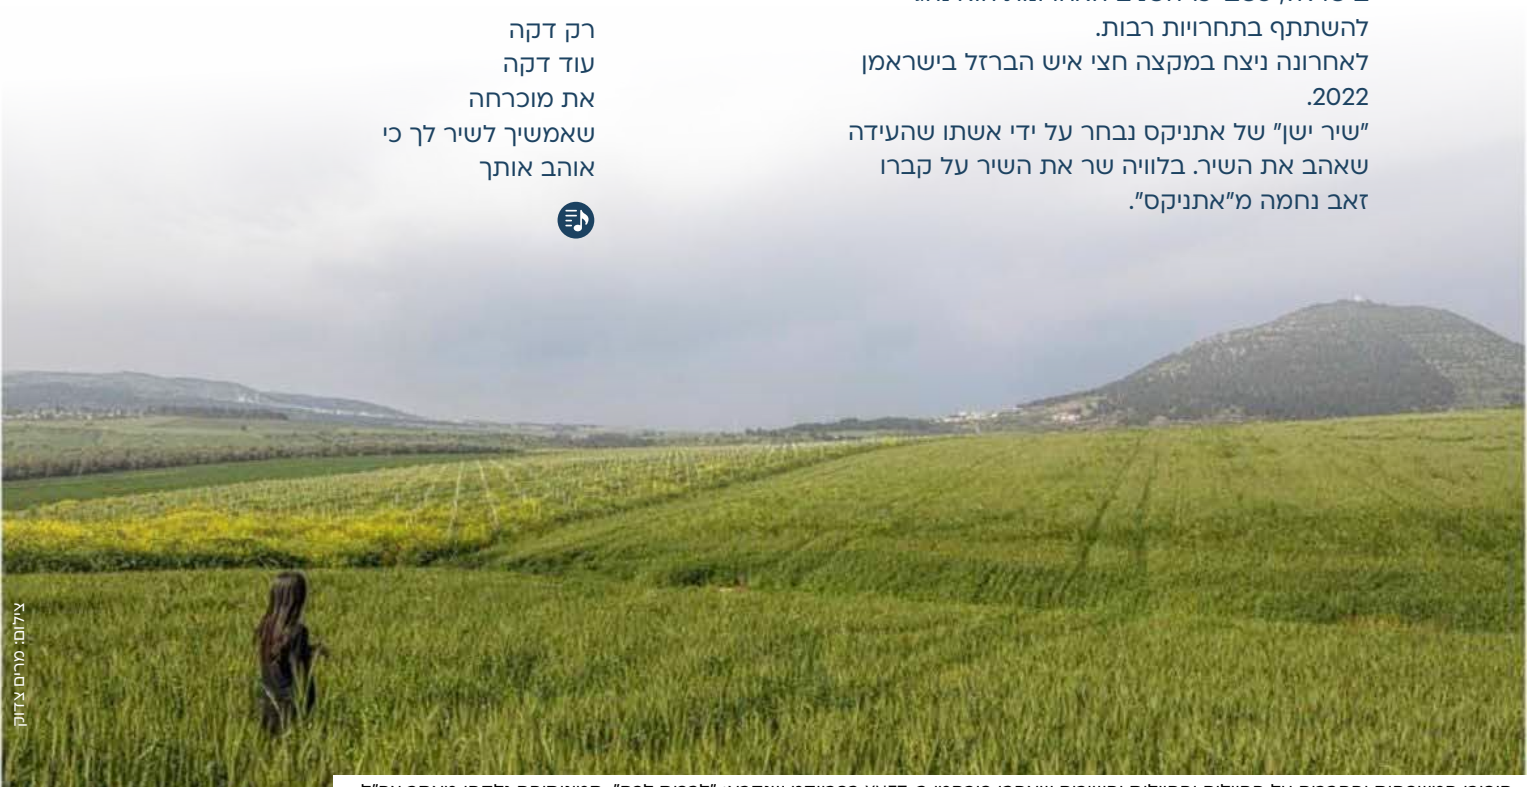 להשתתף בתחרויות רבות.
לאחרונה ניצח במקצה חצי איש הברזל בישראמן
2022.
"שיר ישן" של אתניקס נבחר על ידי אשתו שהעידה
שאהב את השיר. בלוויה שר את השיר על קברו
זאב נחמה מ"אתניקס".
רק דקה
עוד דקה
את מוכרחה
שאמשיך לשיר לך כי
אוהב אותך
צילום: מרים צדוק